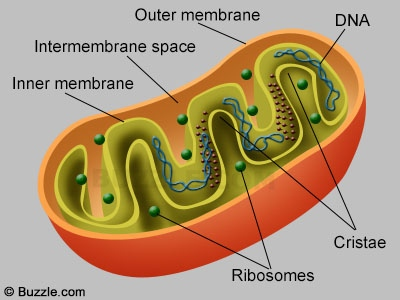 Outer membrane
DNA
Intermembrane space
Inner membrane
Cristae
Ribosomes
© Buzzle.com